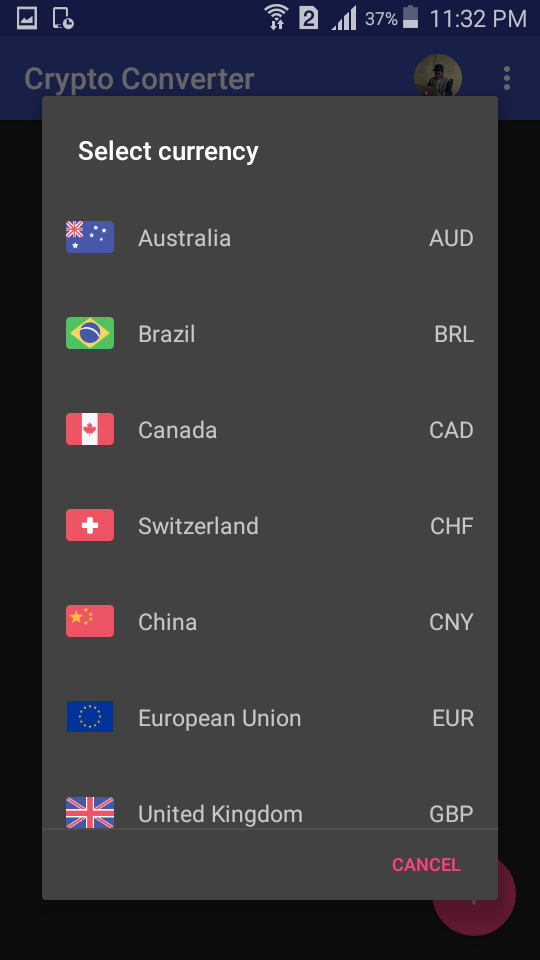 2 37% 11:32 PM
Crypto Converter
Select currency
Australia AUD
Brazil BRL
Canada CAD
Switzerland CHF
China CNY
European Union EUR
United Kingdom GBP
CANCEL